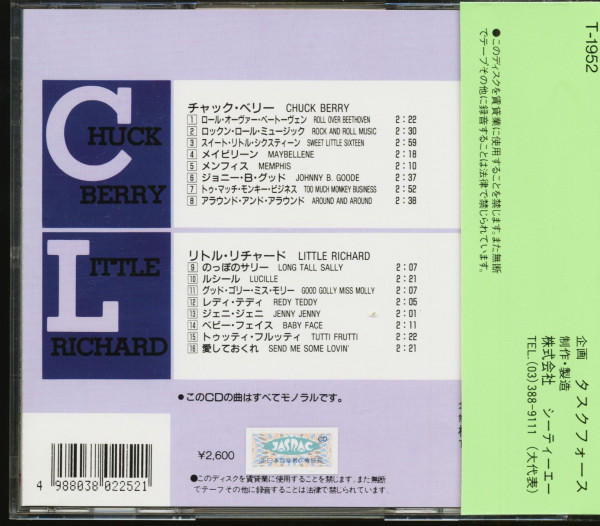 CHUCK
BERRY
チャック・ベリー CHUCK BERRY
1 ロール・オーヴァー・ベートーヴェン ROLL OVER BEETHOVEN 2:22
2 ロックン・ロール・ミュージック ROCK AND ROLL MUSIC 2:30
3 スイート・リトル・シクスティーン SWEET LITTLE SIXTEEN 2:59
4 メイビリーン MAYBELLENE 2:18
5 メンフィス MEMPHIS 2:10
6 ジョニー・B・グッド JOHNNY B. GOODE 2:37
7 トゥ・マッチ・モンキー・ビジネス TOO MUCH MONKEY BUSINESS 2:52
8 アラウンド・アンド・アラウンド AROUND AND AROUND 2:38
LITTLE
RICHARD
リトル・リチャード LITTLE RICHARD
9 のっぽのサリー LONG TALL SALLY 2:07
10 ルシール LUCILLE 2:21
11 グッド・ゴリー・ミス・モリー GOOD GOLLY MISS MOLLY 2:07
12 レディ・テディ REDY TEDDY 2:05
13 ジェニ・ジェニ JENNY JENNY 2:01
14 ベビー・フェイス BABY FACE 2:11
15 トゥッティ・フルッティ TUTTI FRUTTI 2:22
16 愛しておくれ SEND ME SOME LOVIN' 2:21
●このCDの曲はすべてモノラルです。
¥2,600
JASRAC
CD
4 988038 022521
●このディスクを賃貸業に使用することを禁じます。また無断
でテープその他に録音することは法律で禁じられています。
T-1952
●このディスクを賃貸業に使用することを禁じます。また無断
でテープその他に録音することは法律で禁じられています。
企画 タスクフォース
制作・製造
株式会社 シーティーエー
TEL.(03)388-9111 (大代表)